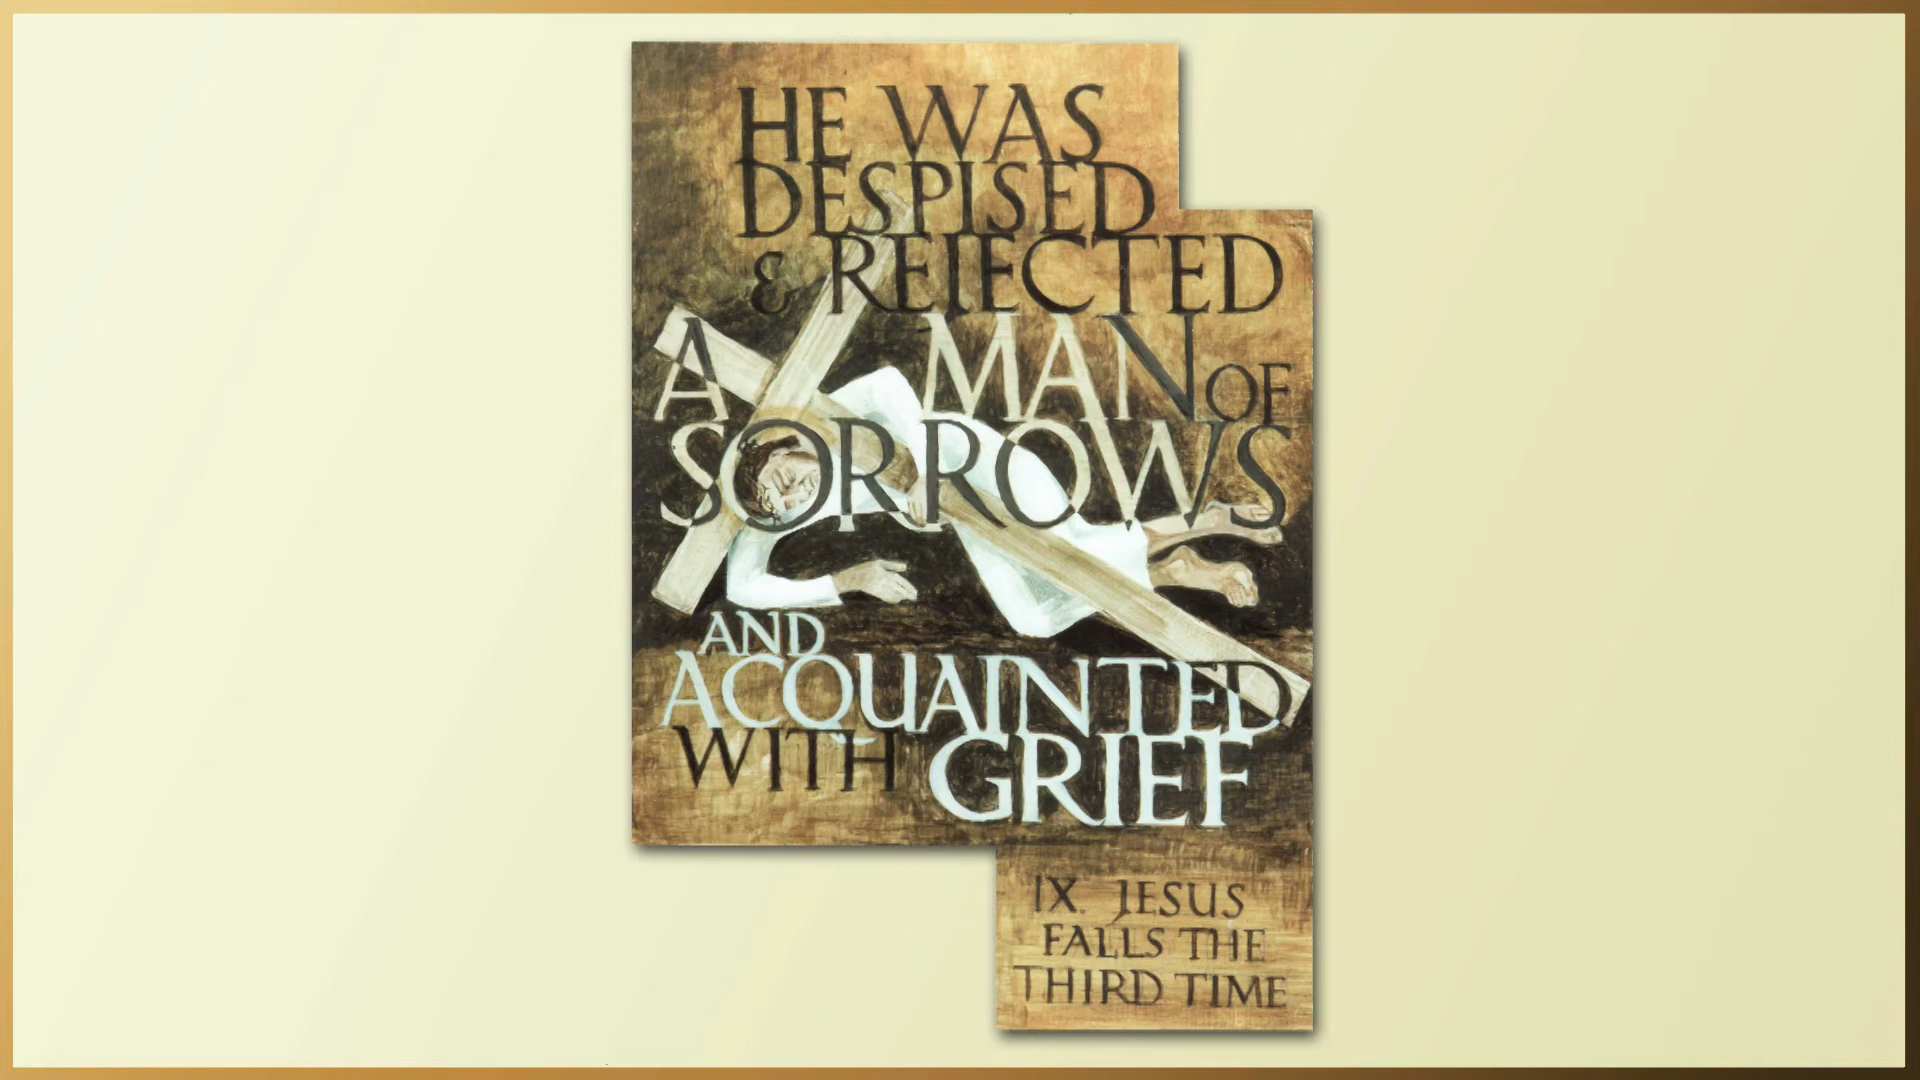 HE WAS
DESPISED
& REJECTED
A MAN OF
SORROWS
AND
ACQUAINTED
WITH GRIEF
IX. JESUS
FALLS THE
THIRD TIME